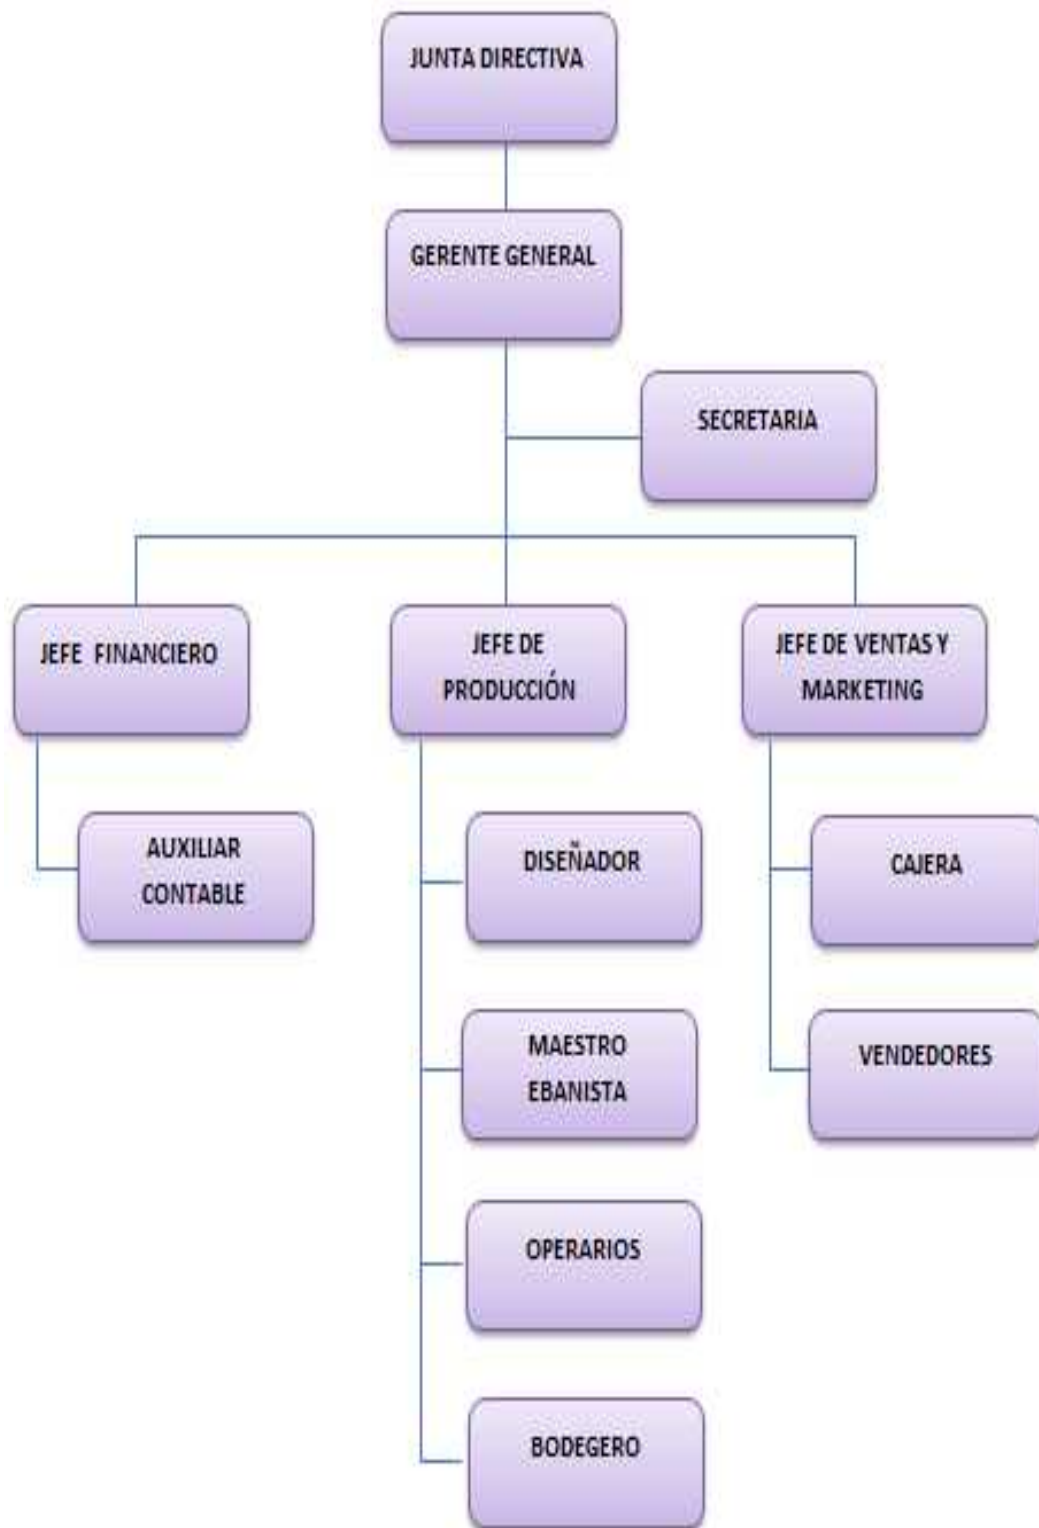 JUNTA DIRECTIVA
GERENTE GENERAL
SECRETARIA
JEFE FINANCIERO
JEFE DE
PRODUCCIÓN
JEFE DE VENTAS Y
MARKETING
AUXILIAR
CONTABLE
DISEÑADOR
CAJERA
MAESTRO
EBANISTA
VENDEDORES
OPERARIOS
BODEGERO